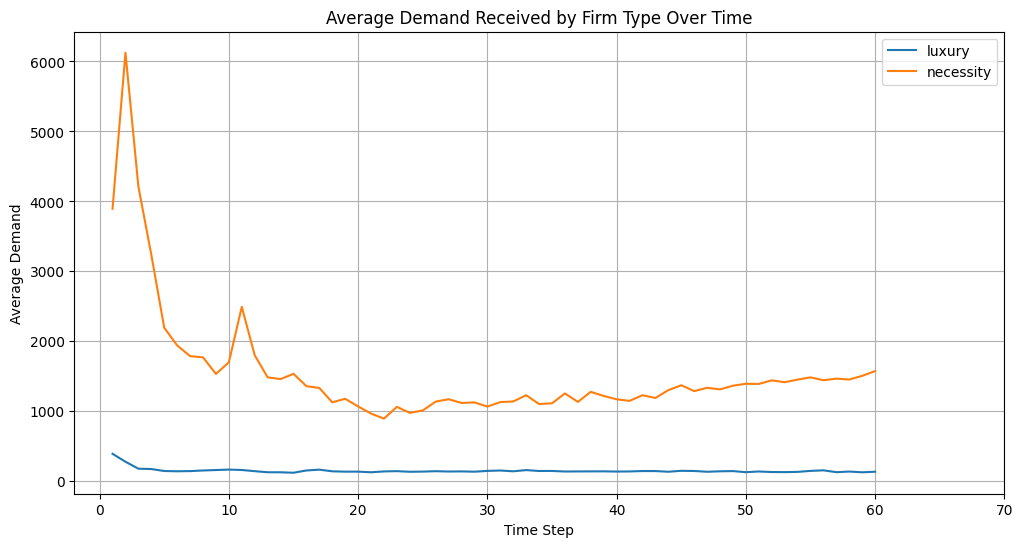 Average Demand Received by Firm Type Over Time
luxury
necessity
6000
5000
4000
3000
2000
1000
0
Average Demand
0 10 20 30 40 50 60 70
Time Step